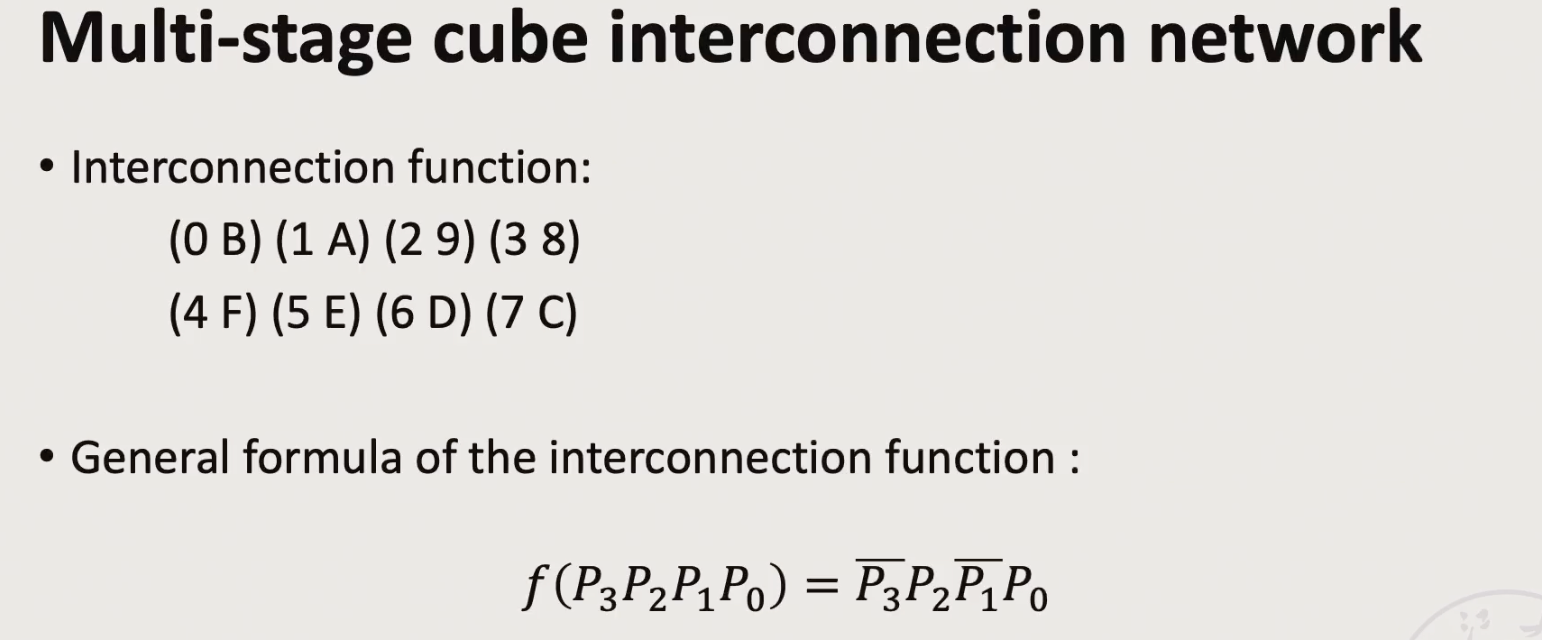 Multi-stage cube interconnection network
• Interconnection function:
(0 B) (1 A) (2 9) (3 8)
(4 F) (5 E) (6 D) (7 C)
• General formula of the interconnection function :
$f(P_3P_2P_1P_0) = \overline{P_3}P_2\overline{P_1}P_0$